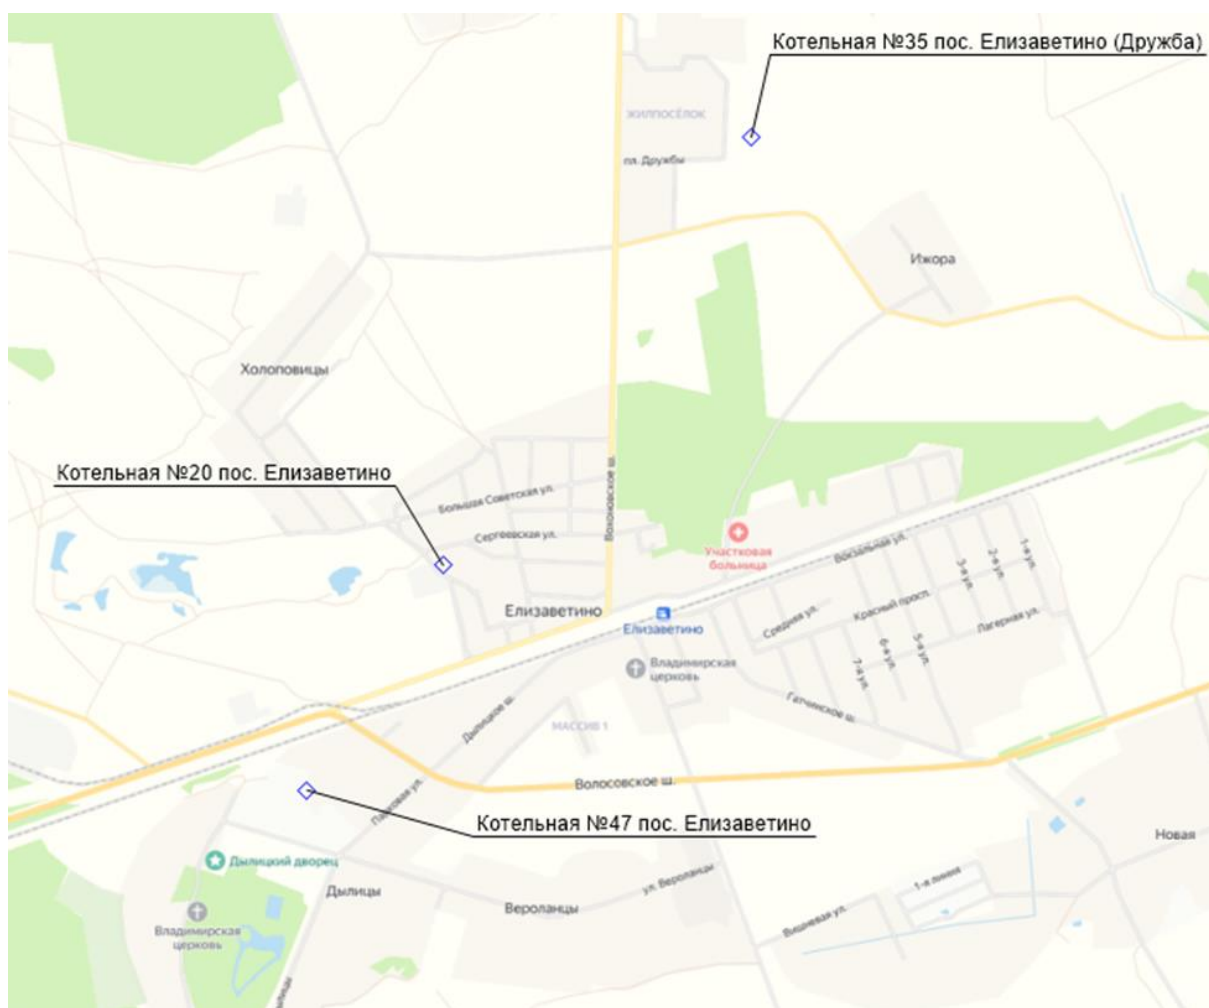 Котельная №35 пос. Елизаветино (Дружба)
ЖИЛПОСЁЛОК
пл. Дружбы
Ижора
Холоповицы
Котельная №20 пос. Елизаветино
Большая Советская ул.
Вохоновское ш.
Сергеевская ул.
Участковая
больница
Вокзальная ул.
1-я ул.
2-я ул.
3-я ул.
Елизаветино
Елизаветино
Средняя ул.
Красный просп.
Лагерная ул.
5-я ул.
6-я ул.
7-я ул.
Владимирская
церковь
Гатчинское ш.
Дылицкое ш.
МАССИВ 1
Волосовское ш.
Парковая ул.
Котельная №47 пос. Елизаветино
Новая
Дылицкий дворец
Дылицы
ул. Вероланцы
1-я линия
Вероланцы
Вишневая ул.
Владимирская
церковь